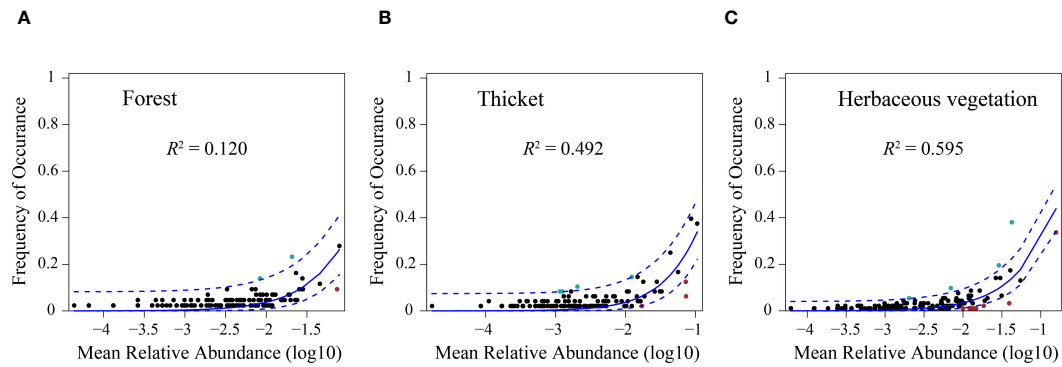 A
B
C
Forest
R² = 0.120
Frequency of Occurance
1
0.8
0.6
0.4
0.2
0
−4
−3.5
−3
−2.5
−2
−1.5
Mean Relative Abundance (log10)
Thicket
R² = 0.492
Frequency of Occurance
1
0.8
0.6
0.4
0.2
0
−4
−3
−2
−1
Mean Relative Abundance (log10)
Herbaceous vegetation
R² = 0.595
Frequency of Occurance
1
0.8
0.6
0.4
0.2
0
−4
−3.5
−3
−2.5
−2
−1.5
−1
Mean Relative Abundance (log10)